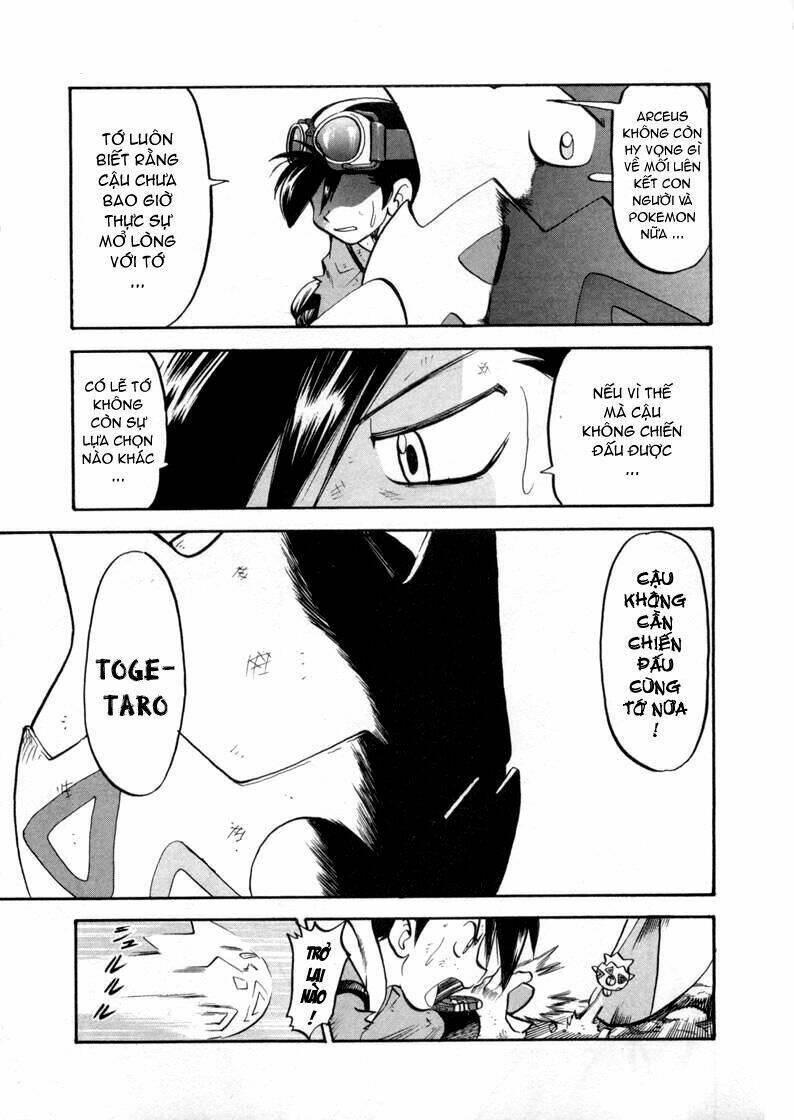 ARCEUS
KHÔNG CÒN
HY VỌNG GÌ
VỀ MỐI LIÊN
KẾT CON
NGƯỜI VÀ
POKEMON
NỮA ...
TỚ LUÔN
BIẾT RẰNG
CẬU CHƯA
BAO GIỜ
THỰC SỰ
MỞ LÒNG
VỚI TỚ
...
NẾU VÌ THẾ
MÀ CẬU
KHÔNG CHIẾN
ĐẤU ĐƯỢC
...
CÓ LẼ TỚ
KHÔNG
CÒN SỰ
LỰA CHỌN
NÀO KHÁC
...
CẬU
KHÔNG
CẦN
CHIẾN
ĐẤU
CÙNG
TỚ NỮA
!
TOGE-
TARO
TRỞ
LẠI
NÀO
!